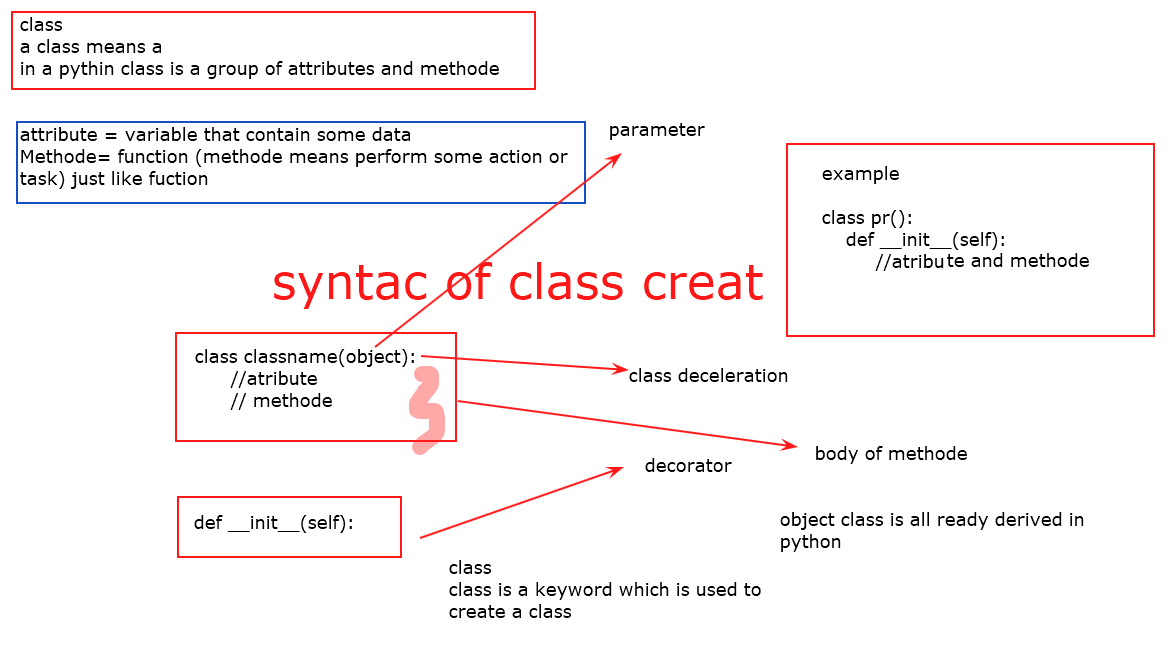 class
a class means a
in a pythin class is a group of attributes and methode
attribute = variable that contain some data
Methode= function (methode means perform some action or
task) just like fuction
parameter
example
class pr():
def __init__(self):
//atribute and methode
syntac of class creat
class classname(object):
//atribute
// methode
class deceleration
body of methode
decorator
def __init__(self):
object class is all ready derived in
python
class
class is a keyword which is used to
create a class